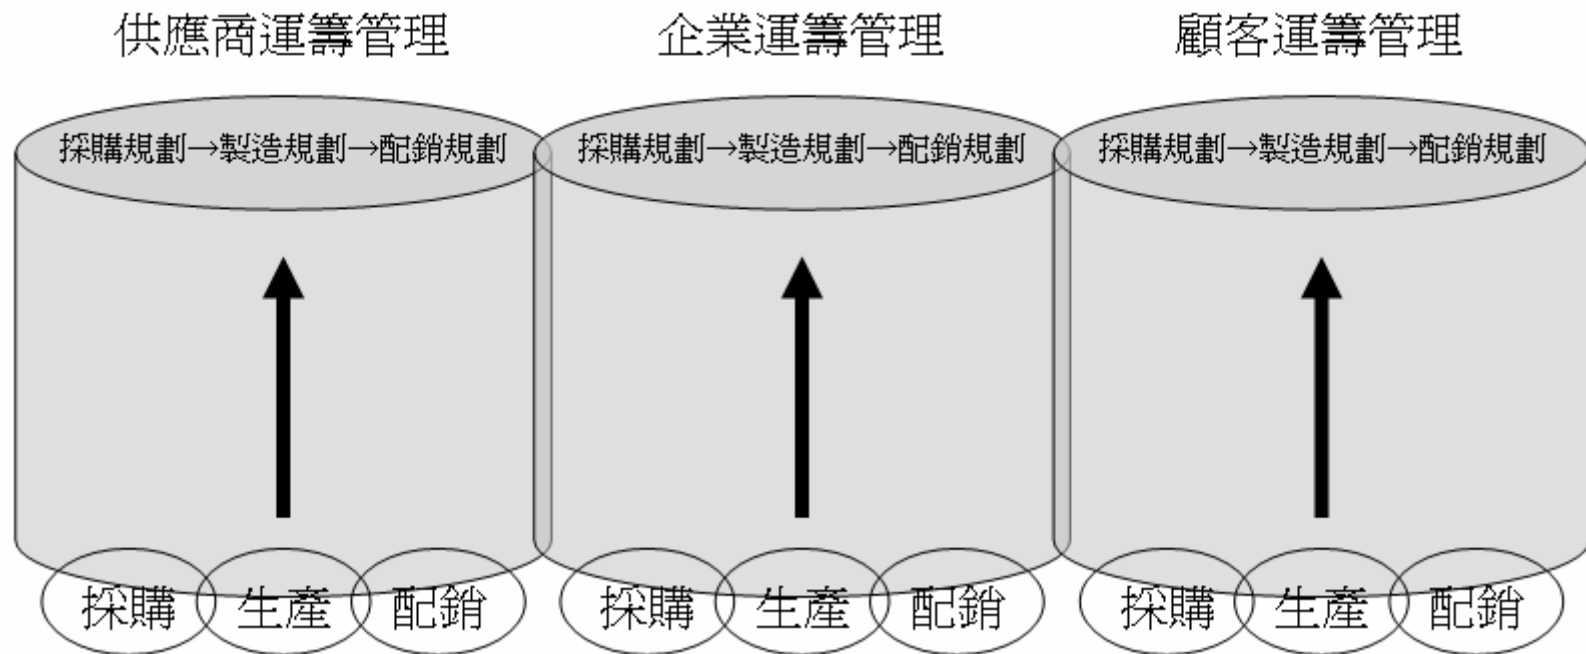 供應商運籌管理
企業運籌管理
顧客運籌管理
採購規劃→製造規劃→配銷規劃
採購規劃→製造規劃→配銷規劃
採購規劃→製造規劃→配銷規劃
採購
生產
配銷
採購
生產
配銷
採購
生產
配銷